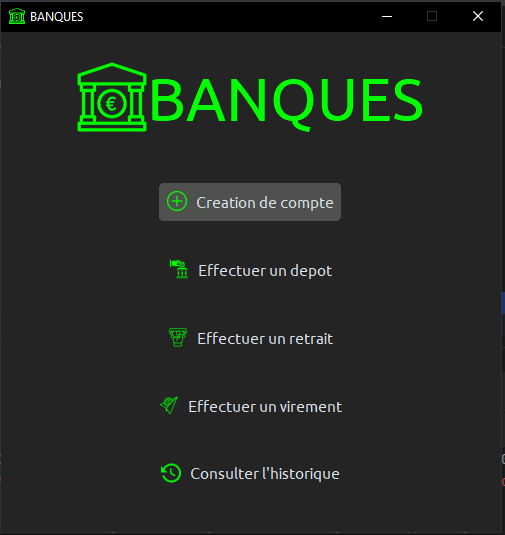 BANQUES
€ BANQUES
Creation de compte
Effectuer un depot
Effectuer un retrait
Effectuer un virement
Consulter l'historique